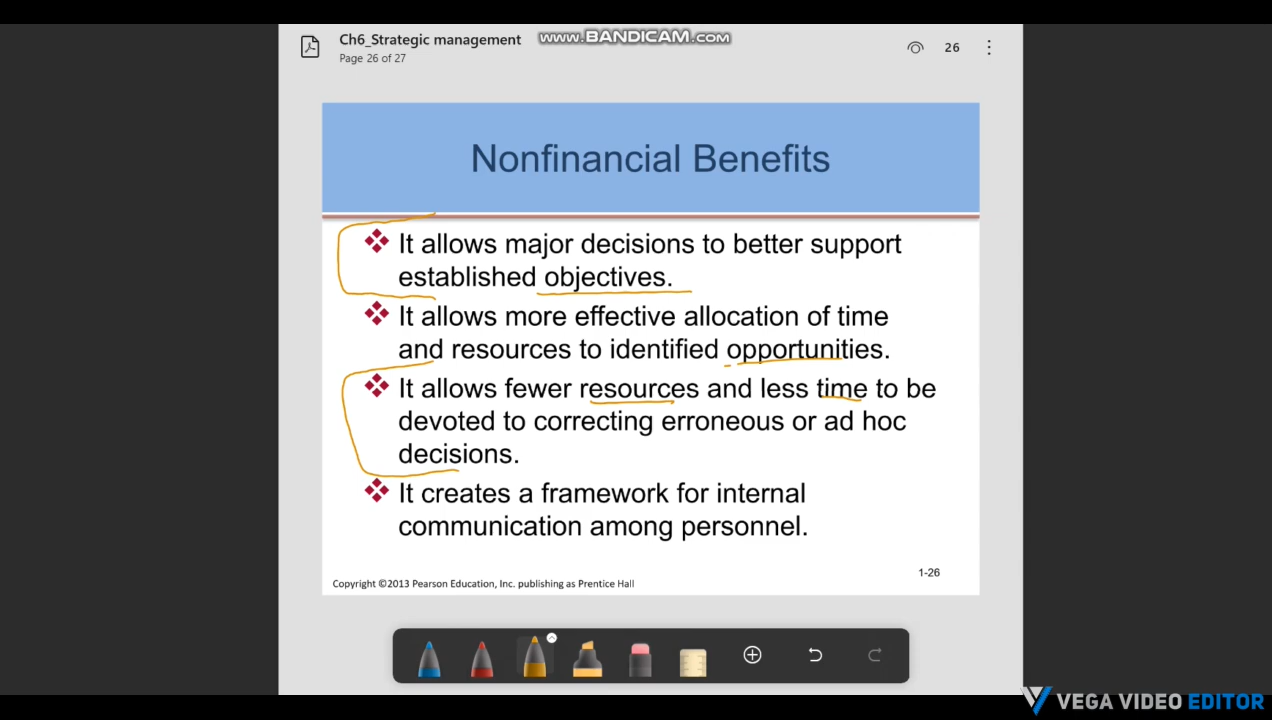 Ch6_Strategic management
www.BANDICAM.com
26
Page 26 of 27
Nonfinancial Benefits
It allows major decisions to better support
established objectives.
It allows more effective allocation of time
and resources to identified opportunities.
It allows fewer resources and less time to be
devoted to correcting erroneous or ad hoc
decisions.
It creates a framework for internal
communication among personnel.
1-26
Copyright ©2013 Pearson Education, Inc. publishing as Prentice Hall
VEGA VIDEO EDITOR